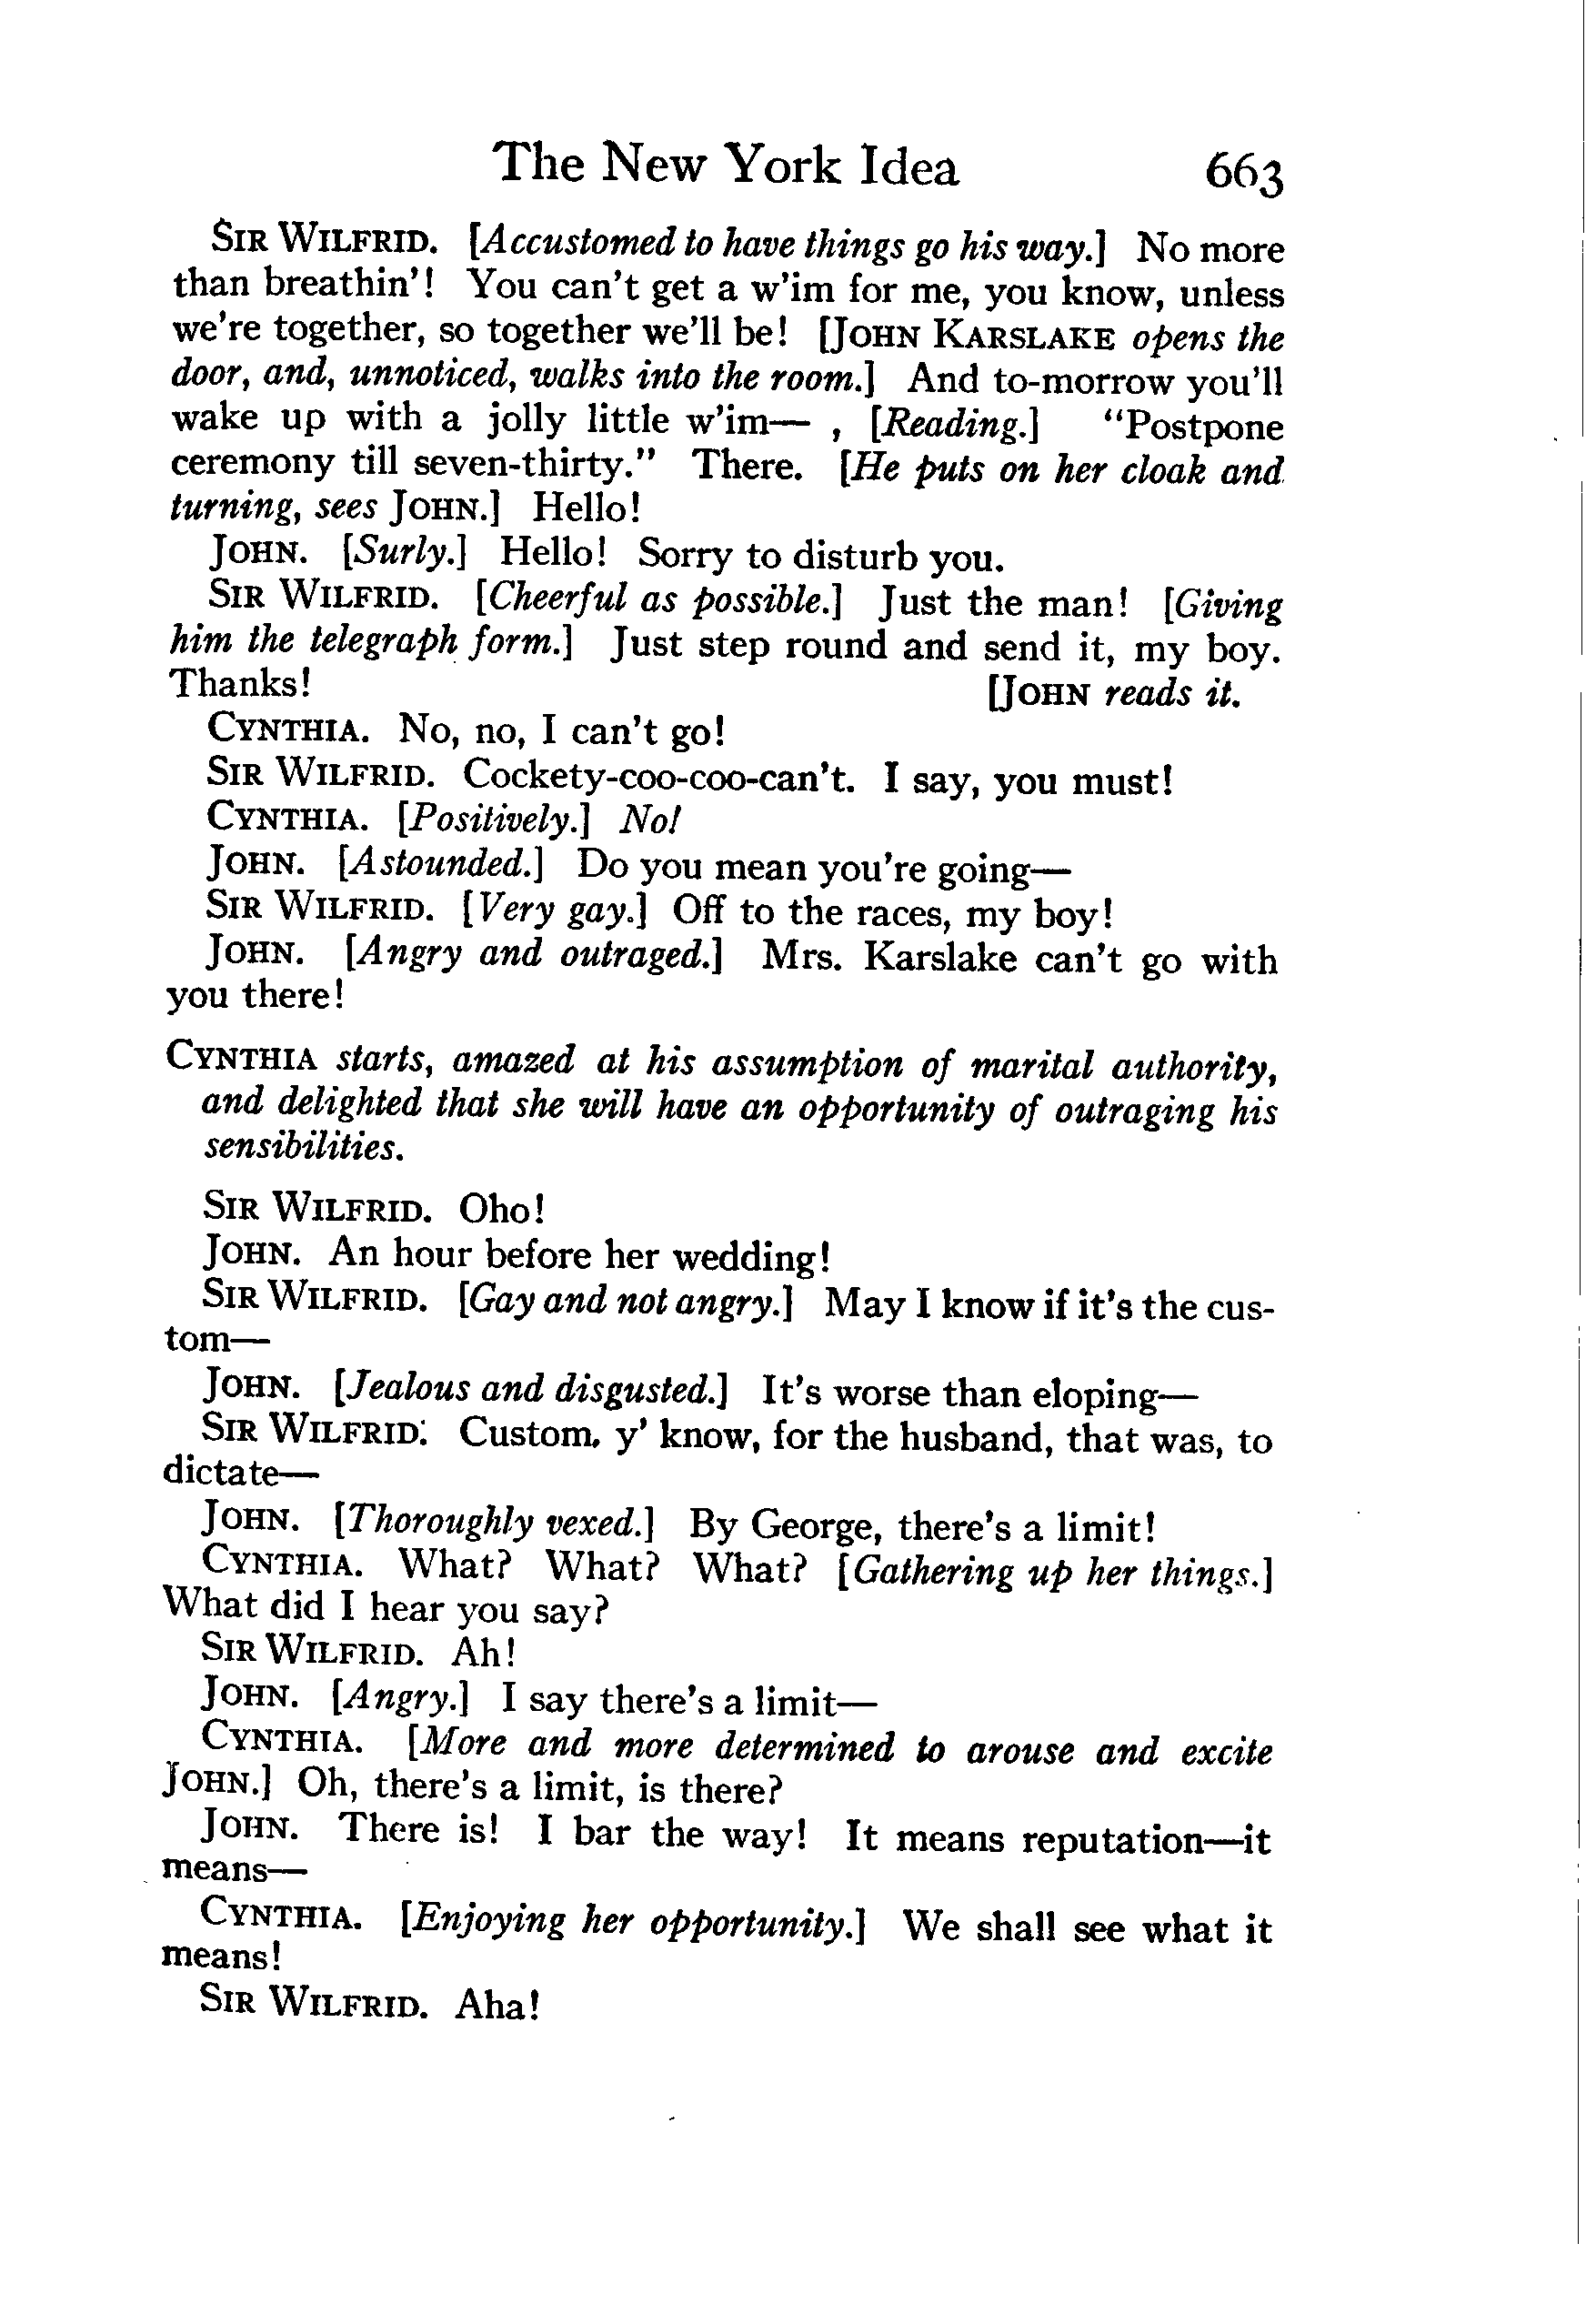 The New York Idea 663
SIR WILFRID. [Accustomed to have things go his way.] No more
than breathin'! You can't get a w'im for me, you know, unless
we're together, so together we'll be! [JOHN KARSLAKE opens the
door, and, unnoticed, walks into the room.] And to-morrow you'll
wake up with a jolly little w'im— , [Reading.] "Postpone
ceremony till seven-thirty." There. [He puts on her cloak and
turning, sees JOHN.] Hello!
JOHN. [Surly.] Hello! Sorry to disturb you.
SIR WILFRID. [Cheerful as possible.] Just the man! [Giving
him the telegraph form.] Just step round and send it, my boy.
Thanks! [JOHN reads it.
CYNTHIA. No, no, I can't go!
SIR WILFRID. Cockety-coo-coo-can't. I say, you must!
CYNTHIA. [Positively.] No!
JOHN. [Astounded.] Do you mean you're going—
SIR WILFRID. [Very gay.] Off to the races, my boy!
JOHN. [Angry and outraged.] Mrs. Karslake can't go with
you there!
CYNTHIA starts, amazed at his assumption of marital authority,
and delighted that she will have an opportunity of outraging his
sensibilities.
SIR WILFRID. Oho!
JOHN. An hour before her wedding!
SIR WILFRID. [Gay and not angry.] May I know if it's the cus-
tom—
JOHN. [Jealous and disgusted.] It's worse than eloping—
SIR WILFRID. Custom, y' know, for the husband, that was, to
dictate—
JOHN. [Thoroughly vexed.] By George, there's a limit!
CYNTHIA. What? What? What? [Gathering up her things.]
What did I hear you say?
SIR WILFRID. Ah!
JOHN. [Angry.] I say there's a limit—
CYNTHIA. [More and more determined to arouse and excite
JOHN.] Oh, there's a limit, is there?
JOHN. There is! I bar the way! It means reputation—it
means—
CYNTHIA. [Enjoying her opportunity.] We shall see what it
means!
SIR WILFRID. Aha!